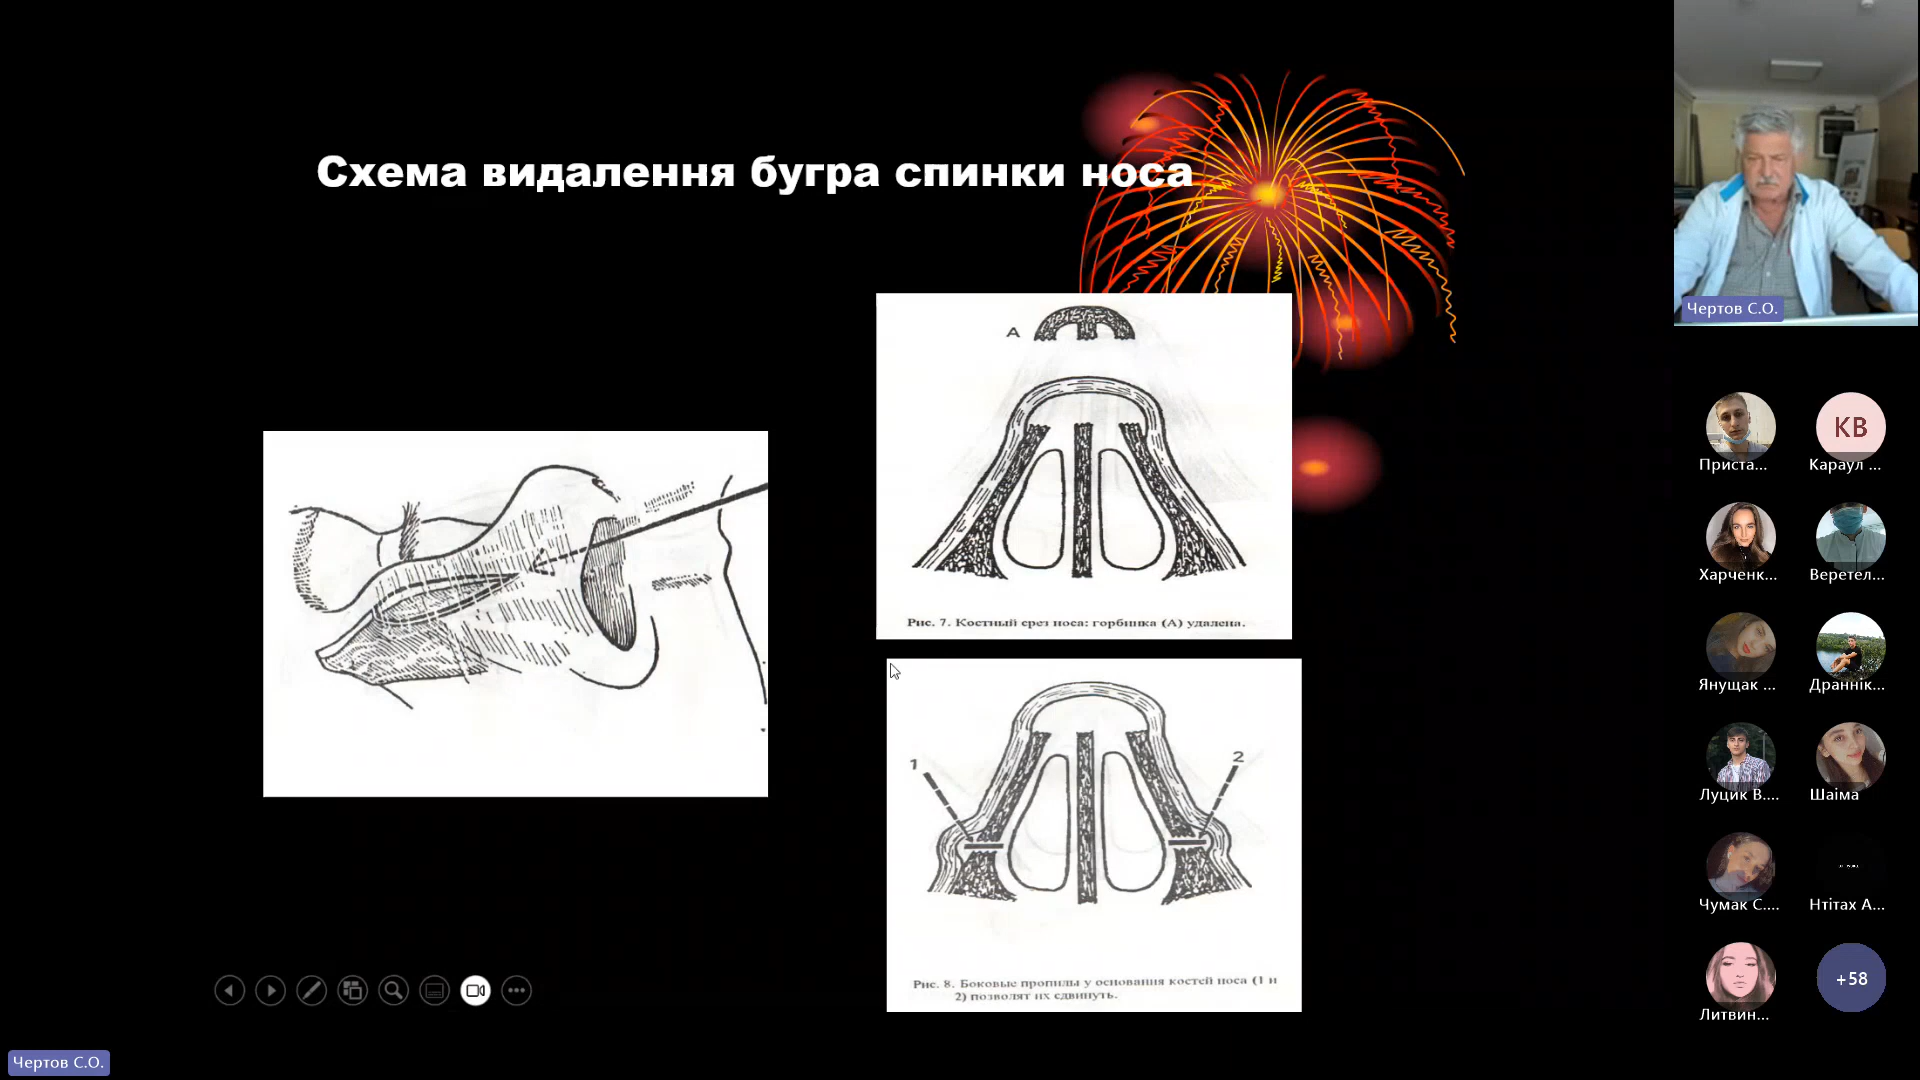 Схема видалення бугра спинки носа
А
Рис. 7. Костный срез носа: горбинка (А) удалена.
1
2
Рис. 8. Боковые пропилы у основания костей носа (1 и
2) позволят их сдвинуть.
Чертов С.О.
Приста...
КВ
Караул ...
Харченк...
Веретел...
Янущак ...
Драннік...
Луцик В....
Шаіма
Чумак С....
Нтітах А...
Литвин...
+58
Чертов С.О.